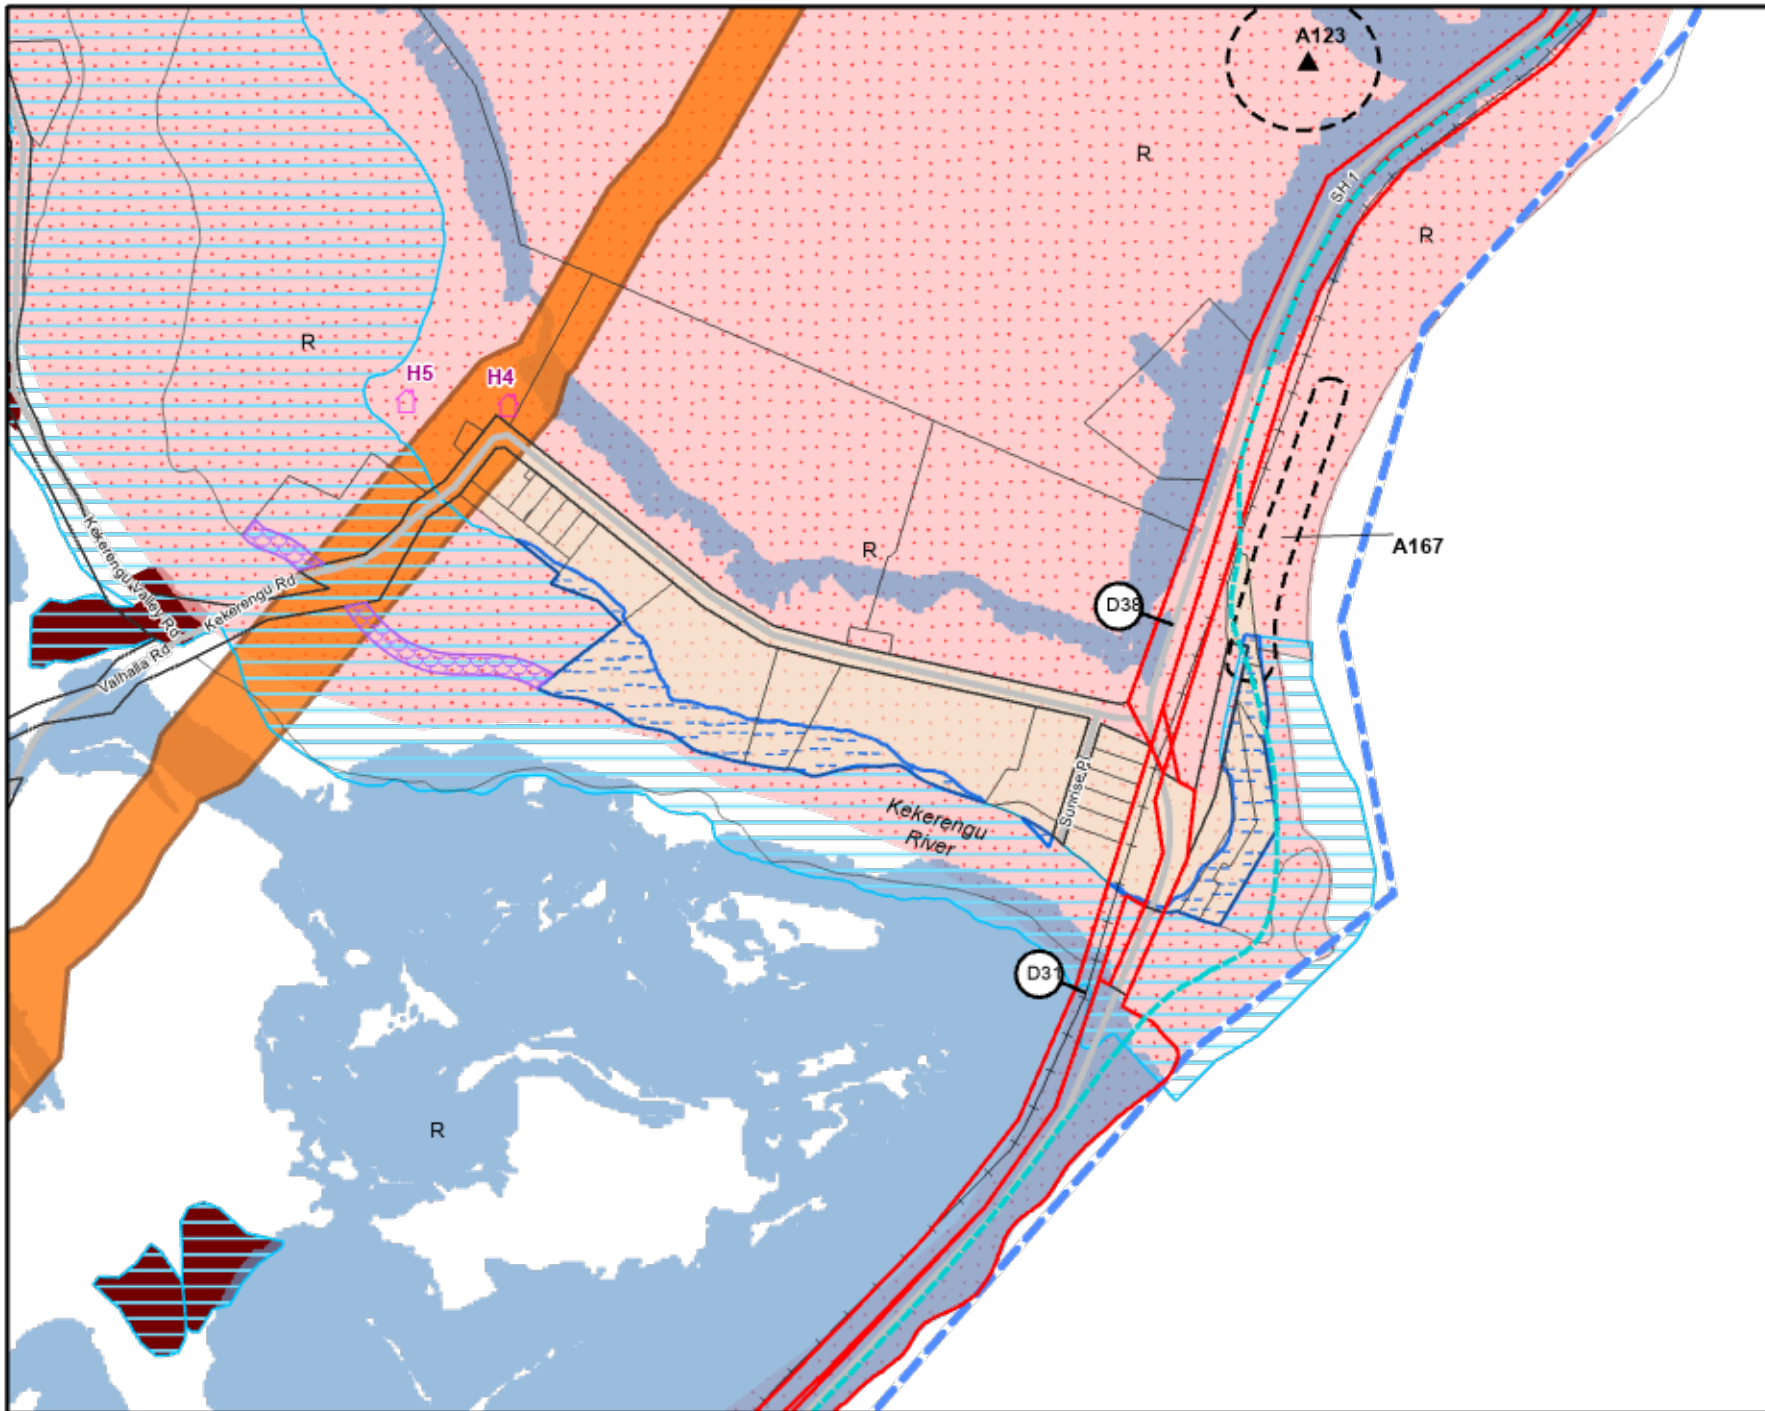 A123
R
SH 1
R
R
H5
H4
A167
R
Kekerengu Valley Rd
Kekerengu Rd
D38
Valhalla Rd
Sunrise Pl
Kekerengu
River
D31
R